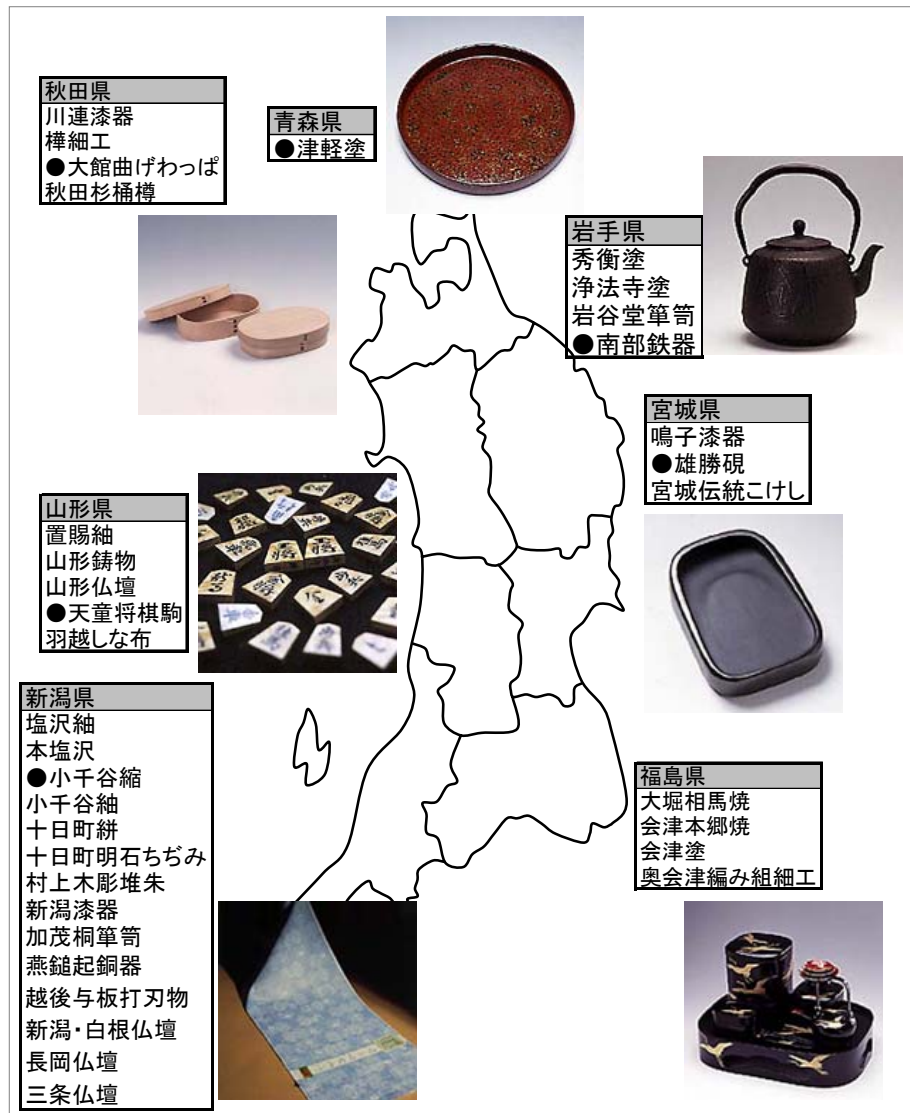 秋田県
川連漆器
樺細工
●大館曲げわっぱ
秋田杉桶樽
青森県
●津軽塗
岩手県
秀衡塗
浄法寺塗
岩谷堂箪笥
●南部鉄器
宮城県
鳴子漆器
●雄勝硯
宮城伝統こけし
山形県
置賜紬
山形鋳物
山形仏壇
●天童将棋駒
羽越しな布
新潟県
塩沢紬
本塩沢
●小千谷縮
小千谷紬
十日町絣
十日町明石ちぢみ
村上木彫堆朱
新潟漆器
加茂桐箪笥
燕鎚起銅器
越後与板打刃物
新潟・白根仏壇
長岡仏壇
三条仏壇
福島県
大堀相馬焼
会津本郷焼
会津塗
奥会津編み組細工